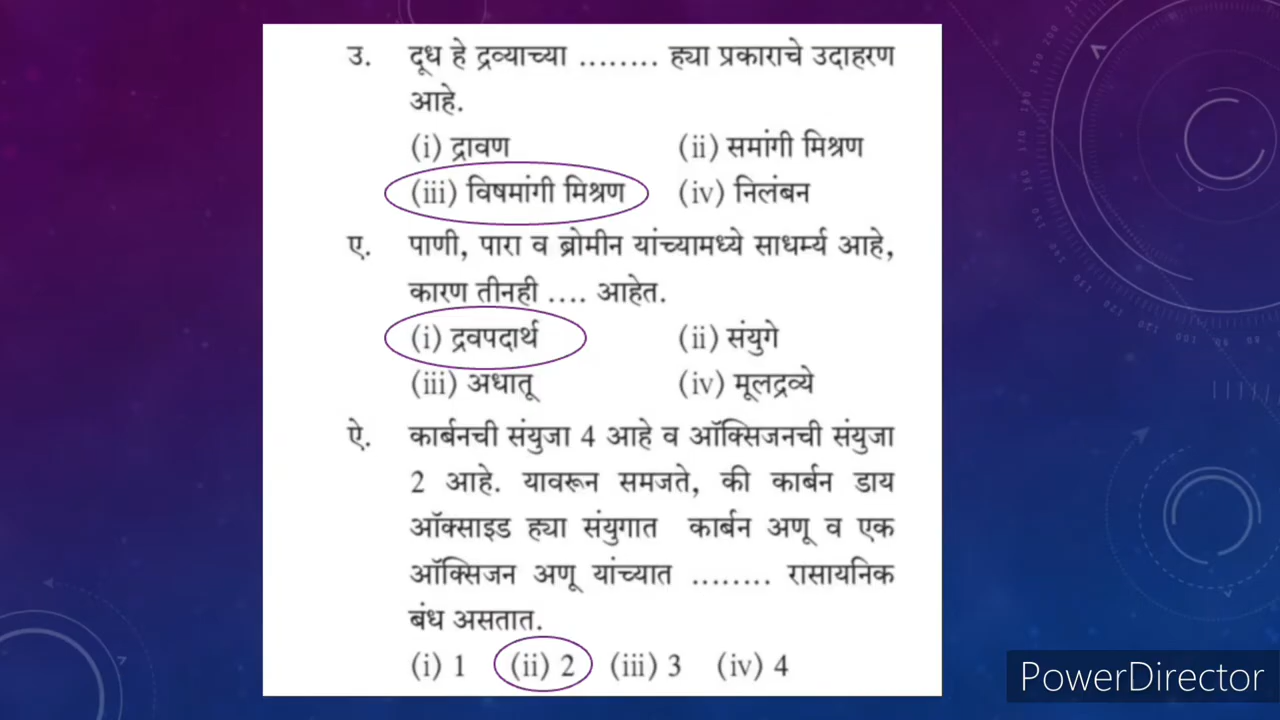 उ. दूध हे द्रव्याच्या ........ ह्या प्रकाराचे उदाहरण
आहे.
(i) द्रावण (ii) समांगी मिश्रण
(iii) विषमांगी मिश्रण (iv) निलंबन
ए. पाणी, पारा व ब्रोमीन यांच्यामध्ये साधर्म्य आहे,
कारण तीनही .... आहेत.
(i) द्रवपदार्थ (ii) संयुगे
(iii) अधातू (iv) मूलद्रव्ये
ऐ. कार्बनची संयुजा 4 आहे व ऑक्सिजनची संयुजा
2 आहे. यावरून समजते, की कार्बन डाय
ऑक्साइड ह्या संयुगात कार्बन अणू व एक
ऑक्सिजन अणू यांच्यात ........ रासायनिक
बंध असतात.
(i) 1 (ii) 2 (iii) 3 (iv) 4
PowerDirector